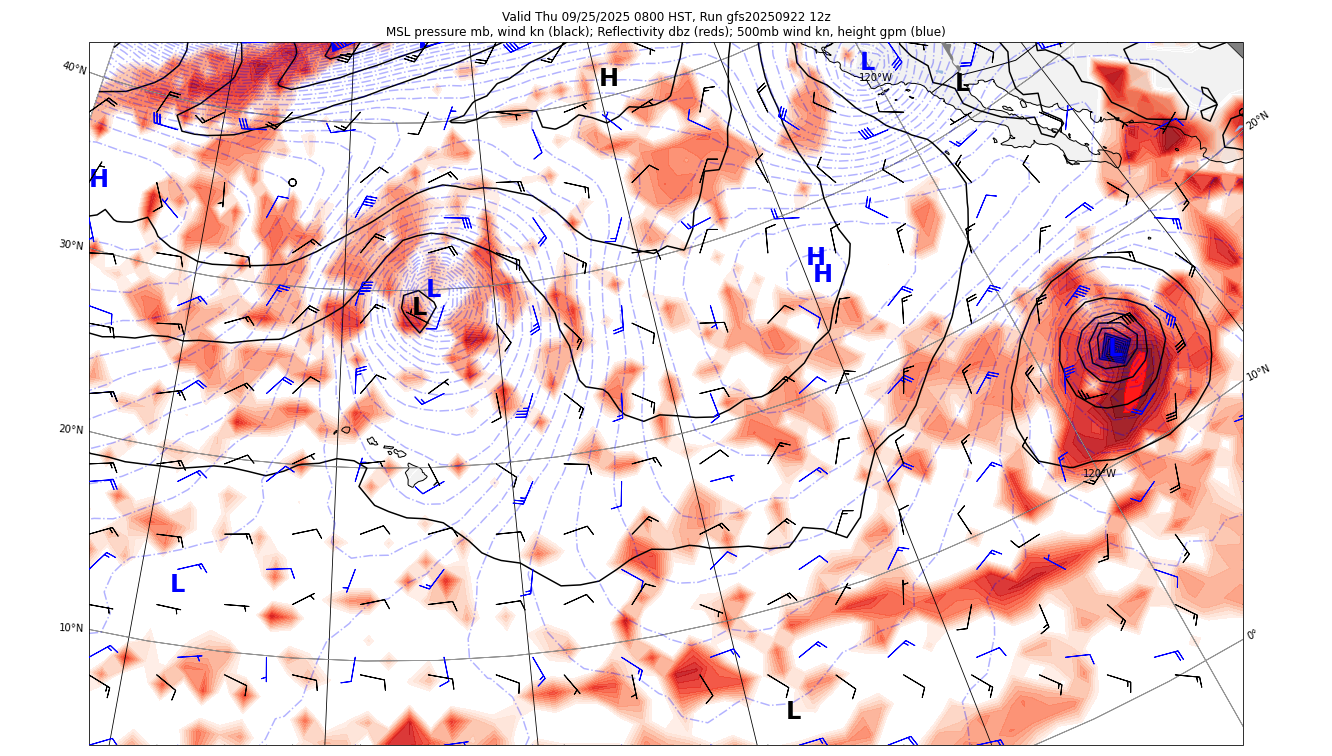 Valid Thu 09/25/2025 0800 HST, Run gfs20250922 12z
MSL pressure mb, wind kn (black); Reflectivity dbz (reds); 500mb wind kn, height gpm (blue)
40°N
H
L
120°W
L
20°N
H
30°N
H
H
L
L
L
10°N
20°N
120°W
L
10°N
0°
L